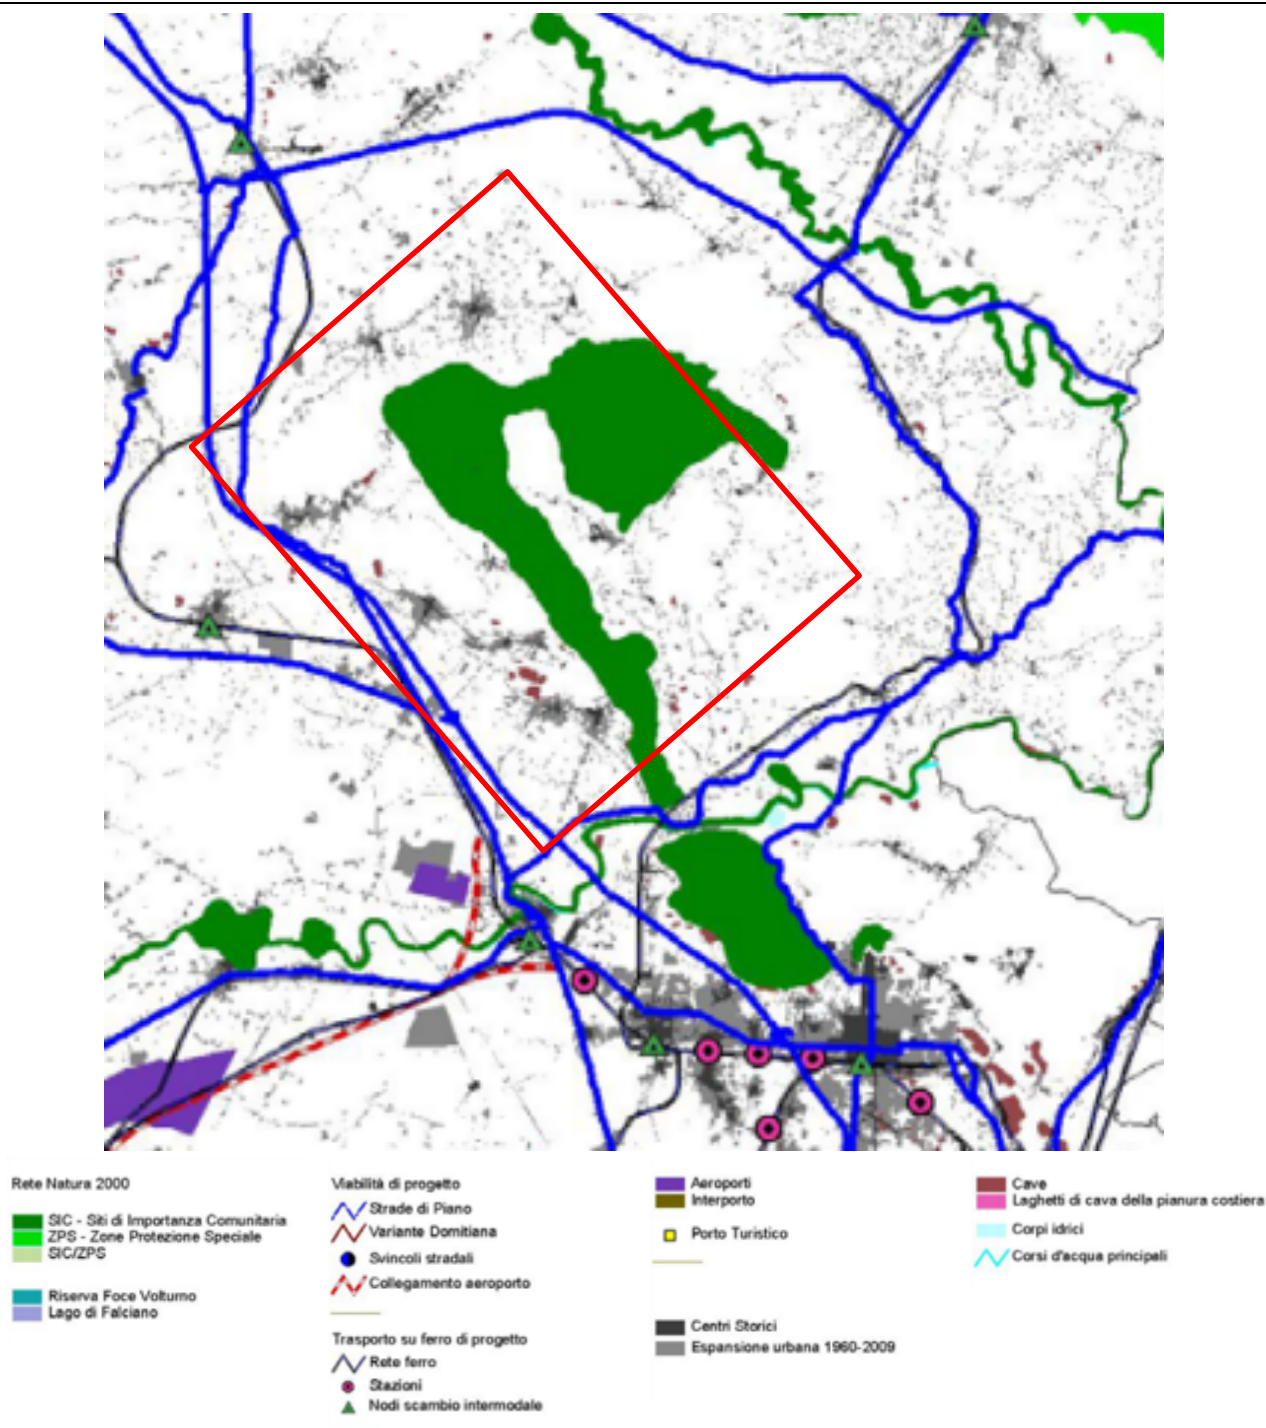 Rete Natura 2000
SIC - Siti di Importanza Comunitaria
ZPS - Zone Protezione Speciale
SIC/ZPS
Riserva Foce Volturno
Lago di Falciano
Viabilità di progetto
Strade di Piano
Variante Domitiana
Svincoli stradali
Collegamento aeroporto
Trasporto su ferro di progetto
Rete ferro
Stazioni
Nodi scambio intermodale
Aeroporti
Interporto
Porto Turistico
Centri Storici
Espansione urbana 1960-2009
Cave
Laghetti di cava della pianura costiera
Corpi idrici
Corsi d'acqua principali